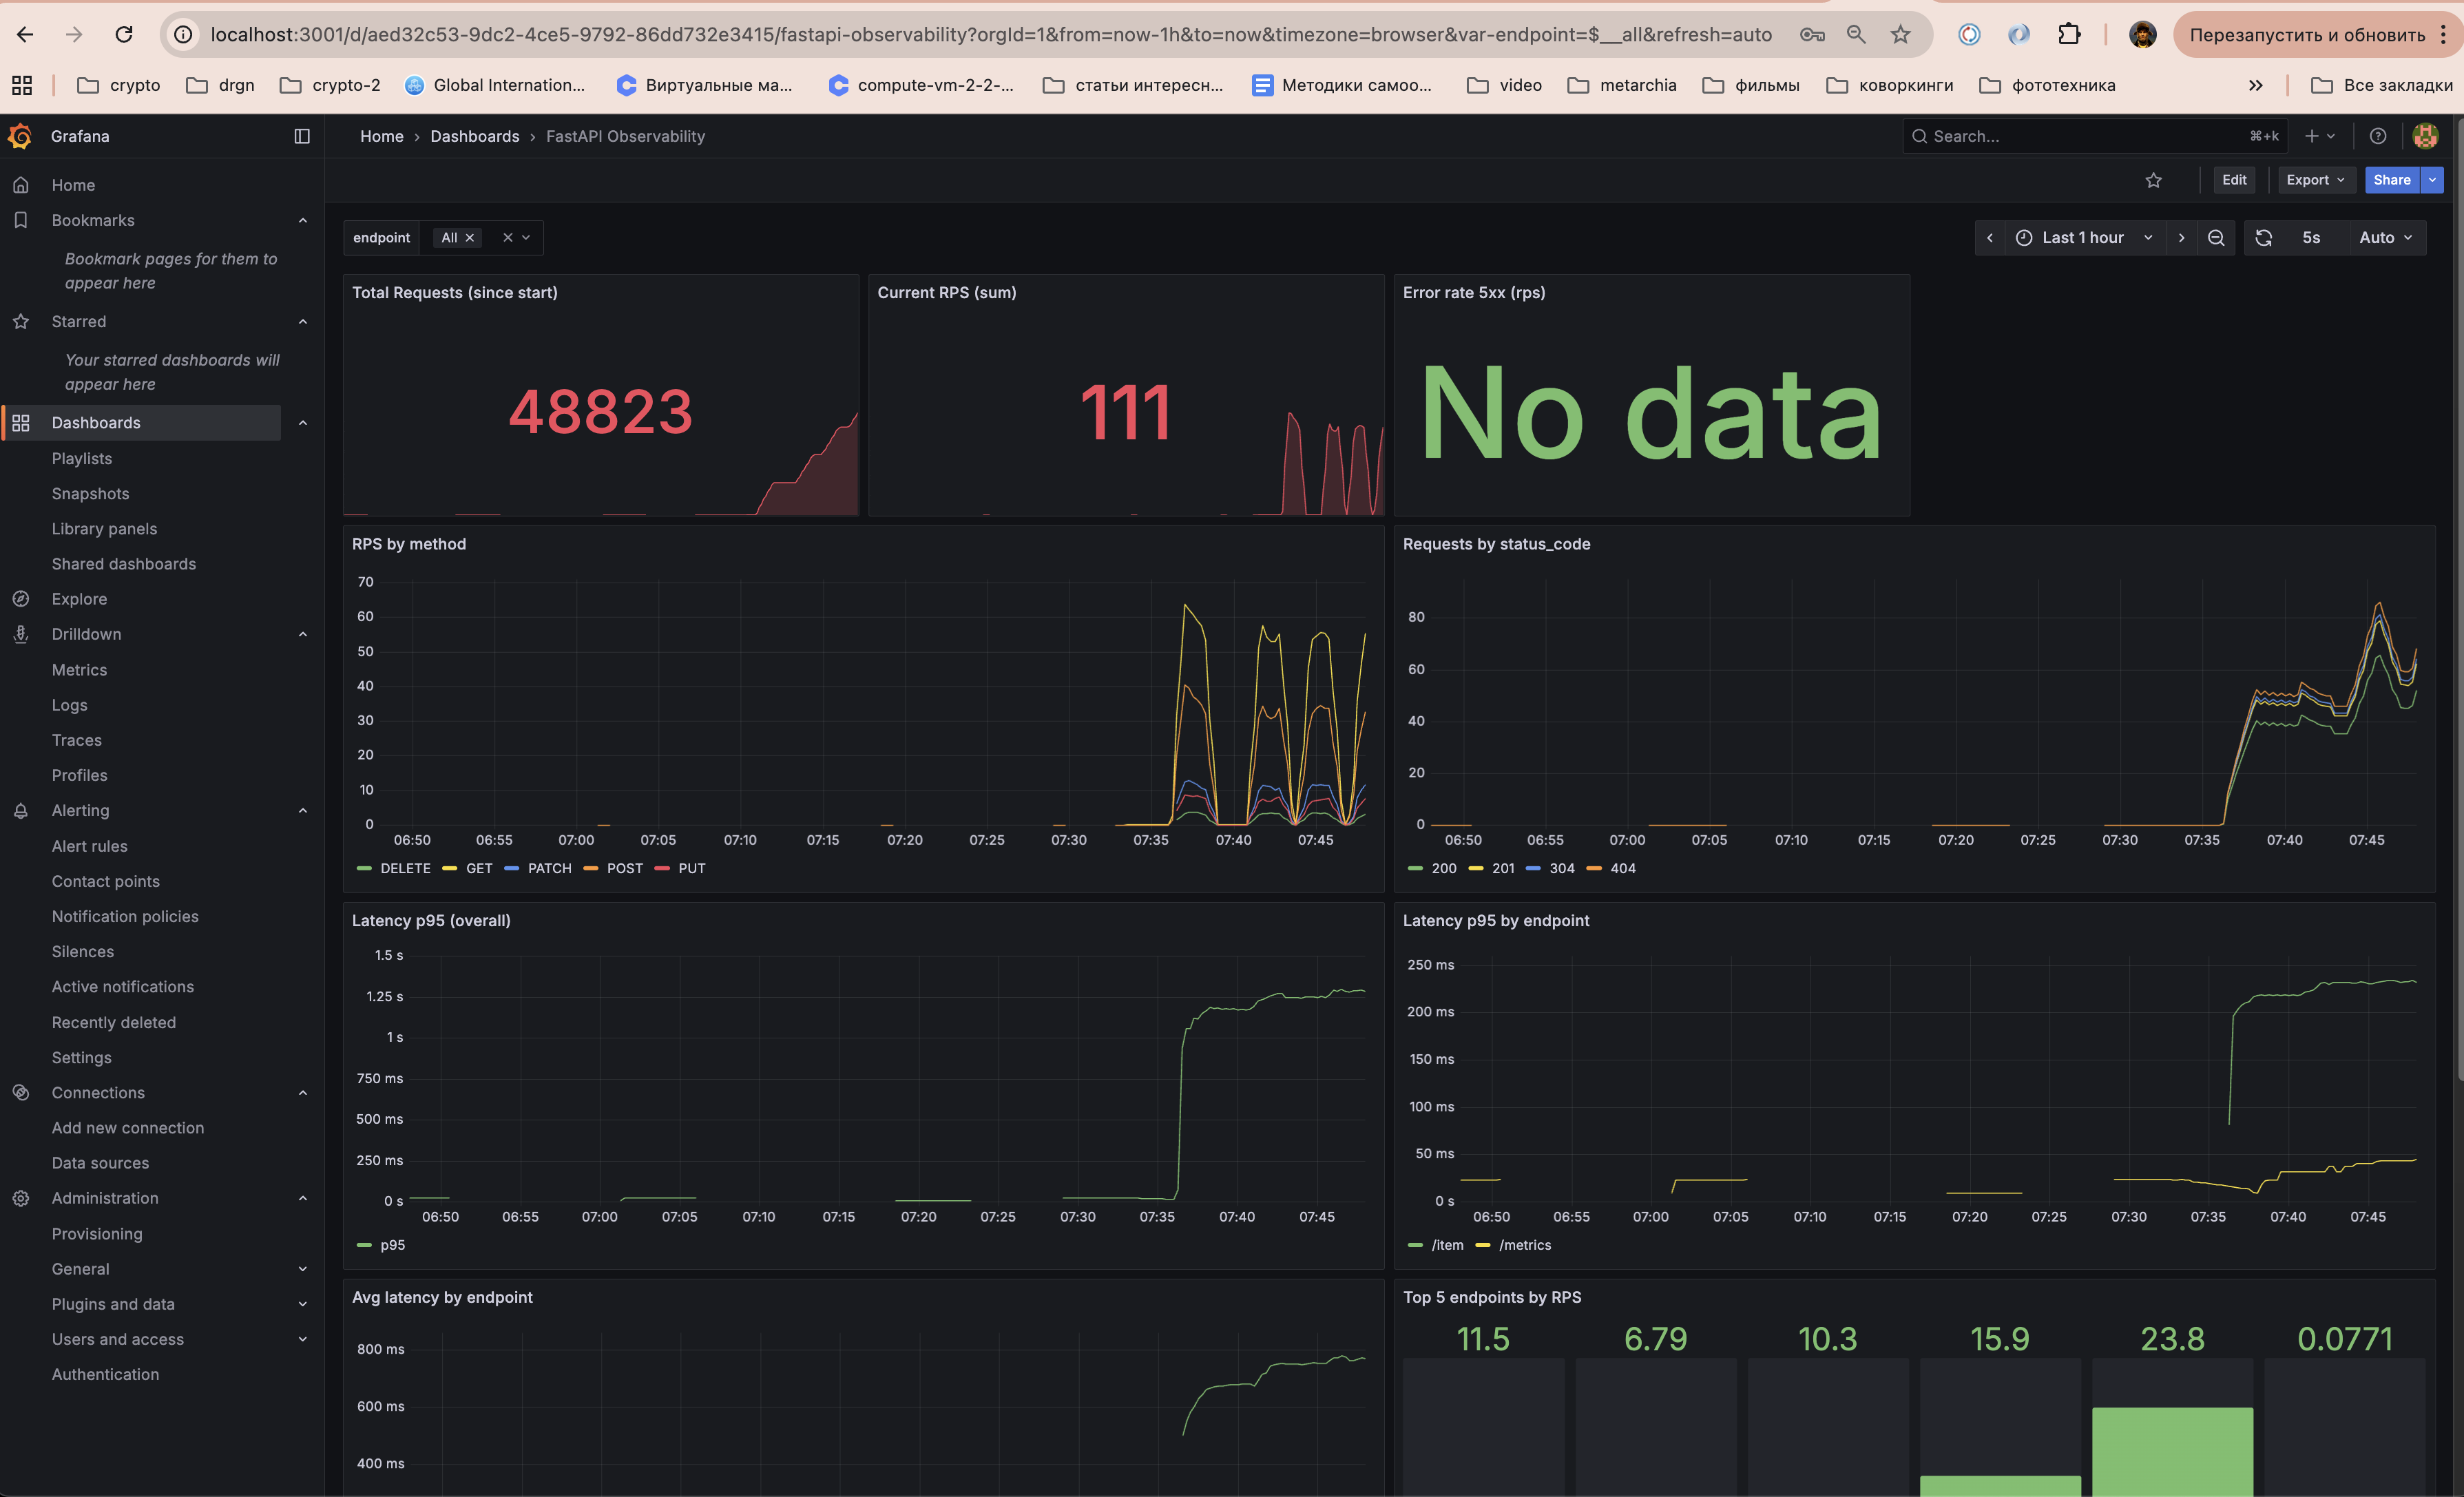 localhost:3001/d/aed32c53-9dc2-4ce5-9792-86dd732e3415/fastapi-observability?orgId=1&from=now-1h&to=now&timezone=browser&var-endpoint=$__all&refresh=auto
Перезапустить и обновить
crypto
drgn
crypto-2
Global Internation...
Виртуальные ма...
compute-vm-2-2-...
статьи интересн...
Методики самоо...
video
metarchia
фильмы
коворкинги
фототехника
»
Все закладки
Grafana
Home › Dashboards › FastAPI Observability
Search...
⌘+k
Edit
Export
Share
Home
Bookmarks
Bookmark pages for them to
appear here
Starred
Your starred dashboards will
appear here
Dashboards
Playlists
Snapshots
Library panels
Shared dashboards
Explore
Drilldown
Metrics
Logs
Traces
Profiles
Alerting
Alert rules
Contact points
Notification policies
Silences
Active notifications
Recently deleted
Settings
Connections
Add new connection
Data sources
Administration
Provisioning
General
Plugins and data
Users and access
Authentication
endpoint
All
Last 1 hour
5s
Auto
Total Requests (since start)
48823
Current RPS (sum)
111
Error rate 5xx (rps)
No data
RPS by method
70
60
50
40
30
20
10
0
06:50 06:55 07:00 07:05 07:10 07:15 07:20 07:25 07:30 07:35 07:40 07:45
DELETE GET PATCH POST PUT
Requests by status_code
80
60
40
20
0
06:50 06:55 07:00 07:05 07:10 07:15 07:20 07:25 07:30 07:35 07:40 07:45
200 201 304 404
Latency p95 (overall)
1.5 s
1.25 s
1 s
750 ms
500 ms
250 ms
0 s
06:50 06:55 07:00 07:05 07:10 07:15 07:20 07:25 07:30 07:35 07:40 07:45
p95
Latency p95 by endpoint
250 ms
200 ms
150 ms
100 ms
50 ms
0 s
06:50 06:55 07:00 07:05 07:10 07:15 07:20 07:25 07:30 07:35 07:40 07:45
/item /metrics
Avg latency by endpoint
800 ms
600 ms
400 ms
Top 5 endpoints by RPS
11.5 6.79 10.3 15.9 23.8 0.0771